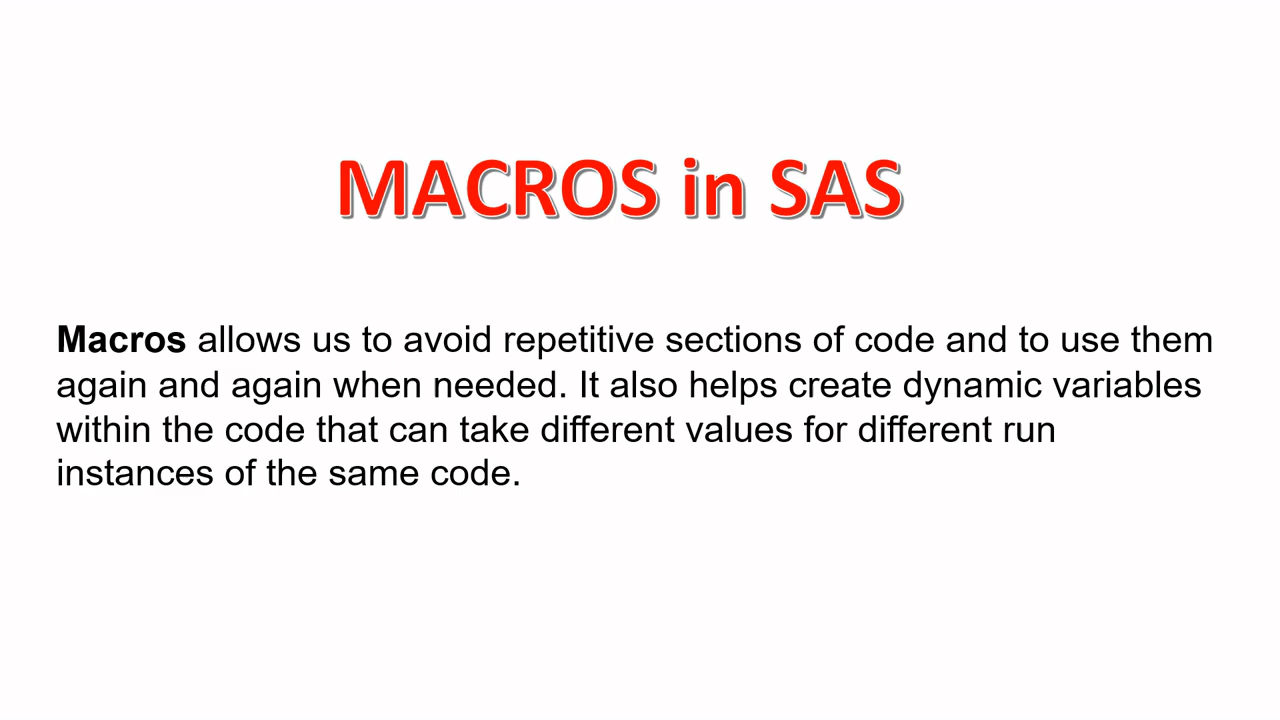 MACROS in SAS
Macros allows us to avoid repetitive sections of code and to use them
again and again when needed. It also helps create dynamic variables
within the code that can take different values for different run
instances of the same code.